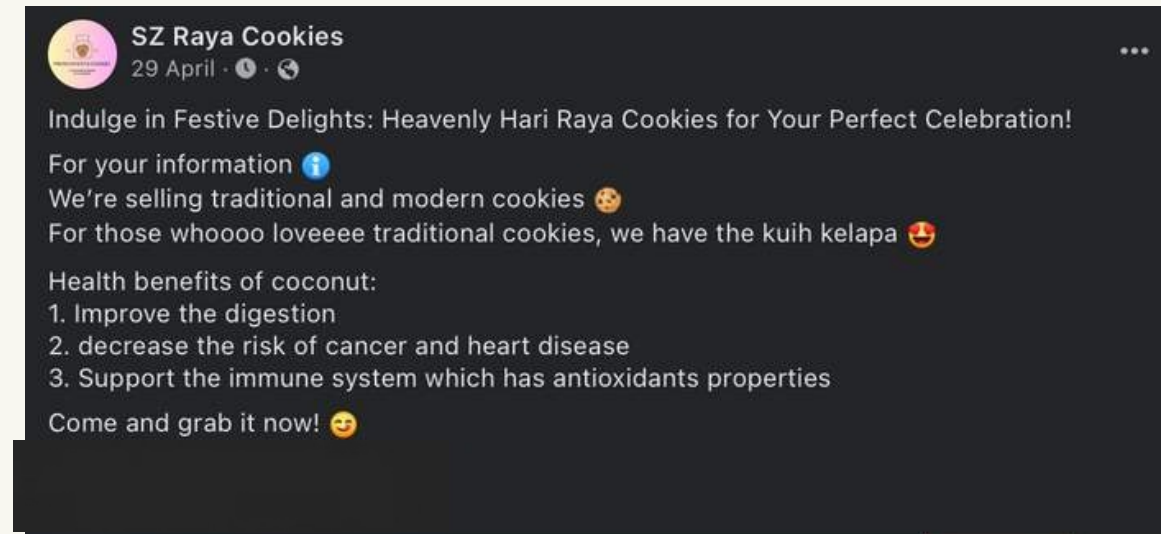 SZ Raya Cookies
29 April
Indulge in Festive Delights: Heavenly Hari Raya Cookies for Your Perfect Celebration!
For your information ℹ️
We're selling traditional and modern cookies 🍪
For those whoooo loveeee traditional cookies, we have the kuih kelapa 🤩
Health benefits of coconut:
1. Improve the digestion
2. decrease the risk of cancer and heart disease
3. Support the immune system which has antioxidants properties
Come and grab it now! 😋